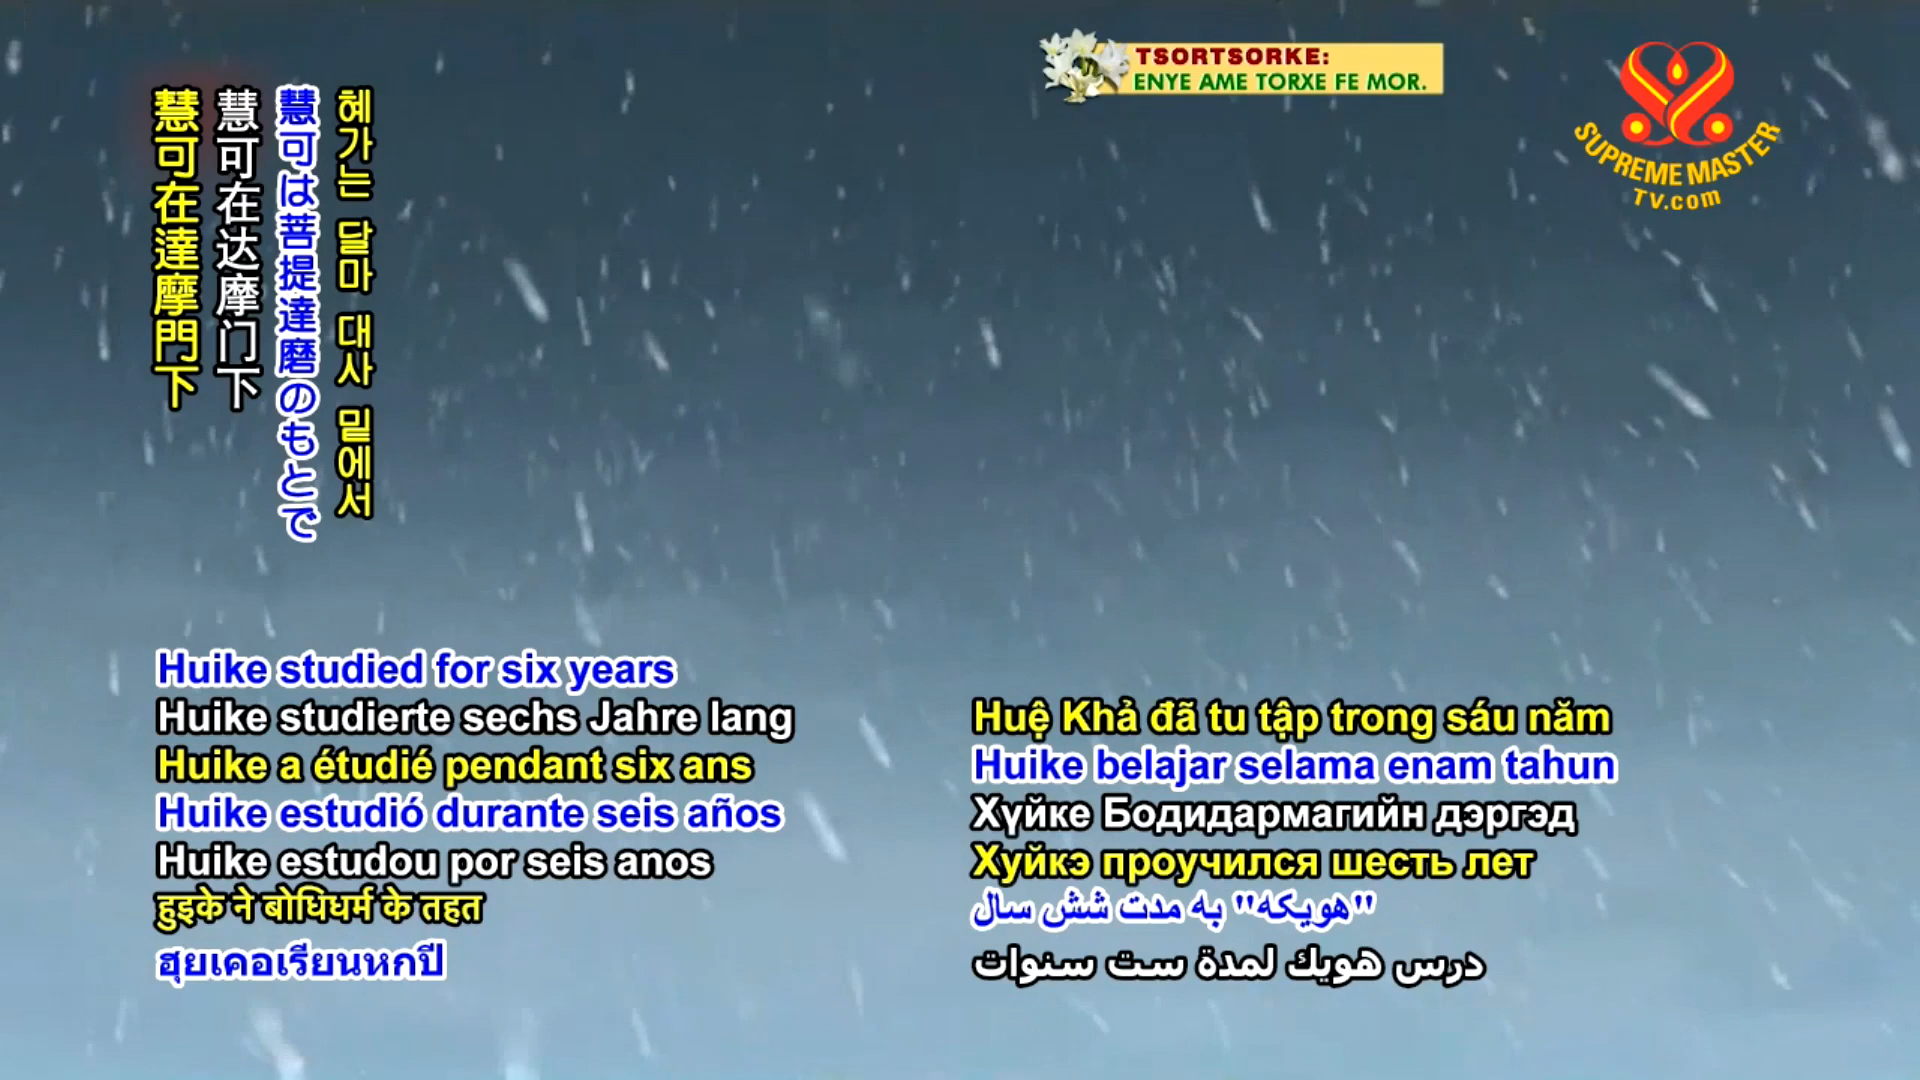 TSORTSORKE:
ENYE AME TORXE FE MOR.
SUPREME MASTER
TV.com
慧可在達摩門下
慧可在达摩门下
慧可は菩提達磨のもとで
혜가는 달마 대사 밑에서
Huike studied for six years
Huike studierte sechs Jahre lang
Huike a étudié pendant six ans
Huike estudió durante seis años
Huike estudou por seis anos
हुइके ने बोधिधर्म के तहत
ฮุยเคอเรียนหกปี
Huệ Khả đã tu tập trong sáu năm
Huike belajar selama enam tahun
Хүйке Бодидармагийн дэргэд
Хуйкэ проучился шесть лет
"هویکه" به مدت شش سال
درس هويك لمدة ست سنوات